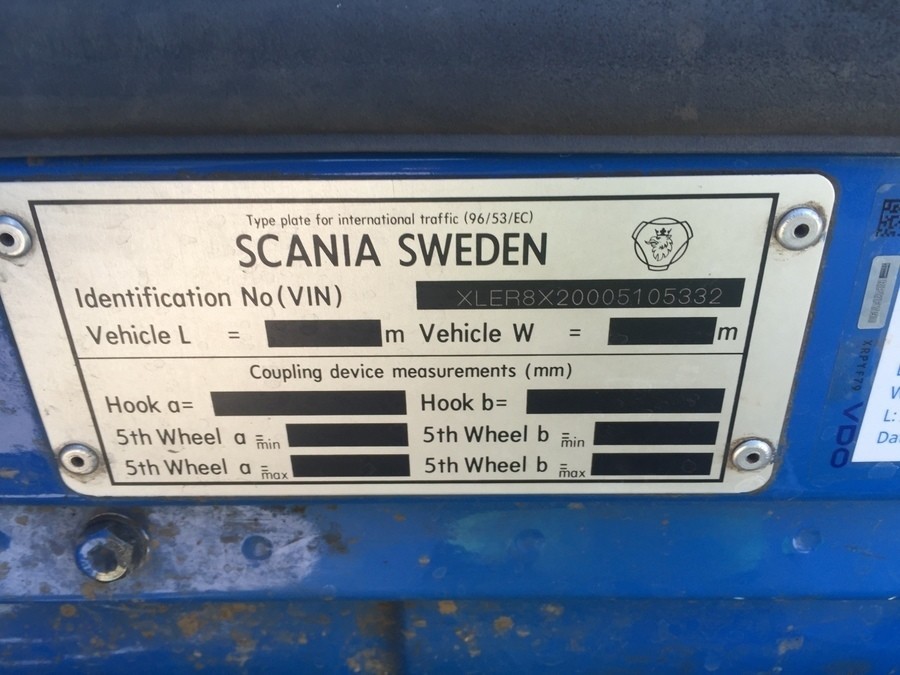 Type plate for international traffic (96/53/EC)
SCANIA SWEDEN
Identification No(VIN) XLER8X20005105332
Vehicle L = m Vehicle W = m
Coupling device measurements (mm)
Hook a= Hook b=
5th Wheel a = min 5th Wheel b = min
5th Wheel a = max 5th Wheel b = max
XRPYF79
VDO
L: